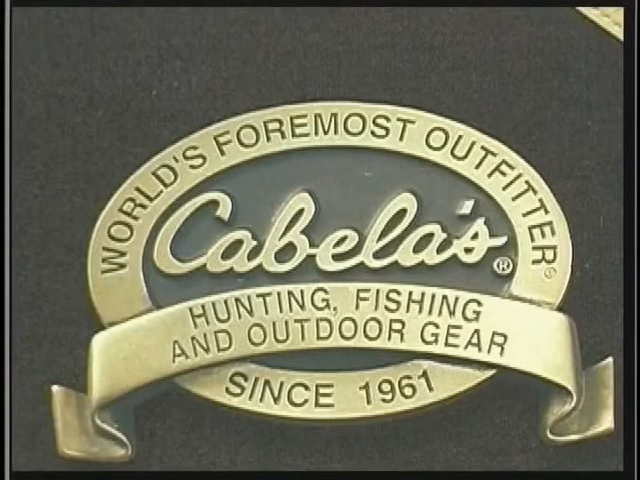 WORLD'S FOREMOST OUTFITTER®
Cabela's®
HUNTING, FISHING
AND OUTDOOR GEAR
SINCE 1961